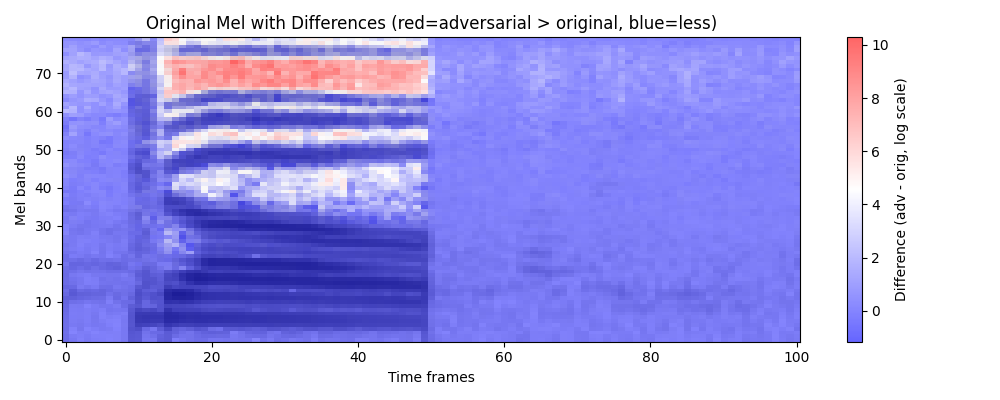 Original Mel with Differences (red=adversarial > original, blue=less)
70
60
50
40
30
20
10
0
Mel bands
0 20 40 60 80 100
Time frames
10
8
6
4
2
0
Difference (adv - orig, log scale)